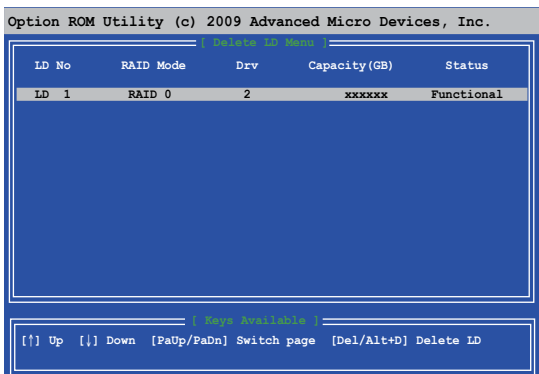 Option ROM Utility (c) 2009 Advanced Micro Devices, Inc.
[ Delete LD Menu ]
LD No RAID Mode Drv Capacity(GB) Status
LD 1 RAID 0 2 xxxxxx Functional
[ Keys Available ]
[↑] Up [↓] Down [PaUp/PaDn] Switch page [Del/Alt+D] Delete LD